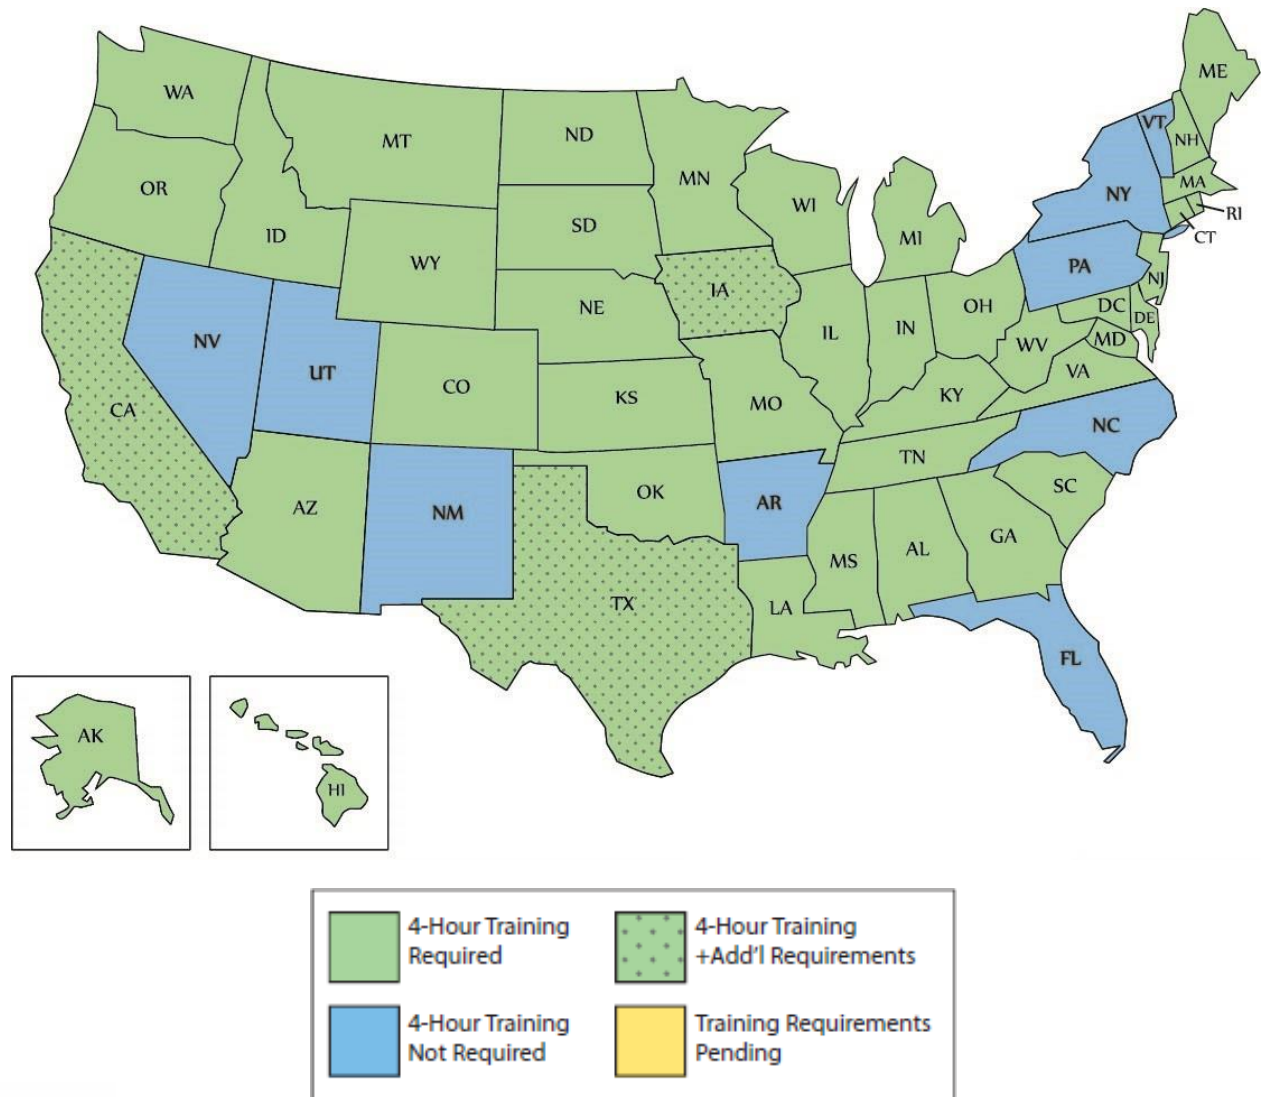 WA
MT
ND
MN
ME
VT
NH
OR
ID
SD
WI
MI
NY
MA
RI
CT
WY
NE
IA
PA
NJ
NV
UT
CO
KS
MO
IL
IN
OH
WV
DC
DE
MD
VA
KY
CA
AZ
NM
OK
AR
TN
NC
SC
TX
LA
MS
AL
GA
FL
AK
HI
4-Hour Training
Required
4-Hour Training
+Add'l Requirements
4-Hour Training
Not Required
Training Requirements
Pending